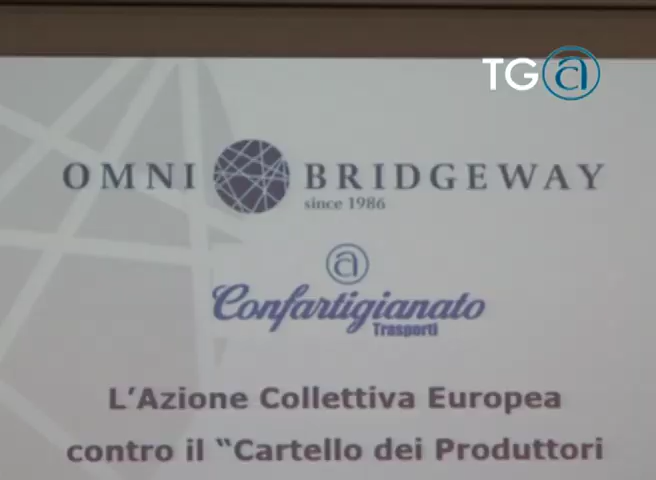 TG a
OMNI BRIDGEWAY
since 1986
a
Confartigianato
Trasporti
L'Azione Collettiva Europea
contro il "Cartello dei Produttori